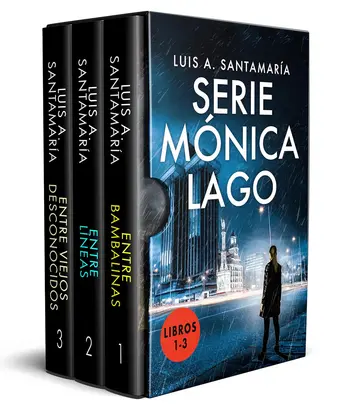 LUIS A. SANTAMARÍA
SERIE
MÓNICA
LAGO
LIBROS
1-3
LUIS A.
SANTAMARÍA
ENTRE VIEJOS
DESCONOCIDOS
3
LUIS A.
SANTAMARÍA
ENTRE
LÍNEAS
2
LUIS A.
SANTAMARÍA
ENTRE
BAMBALINAS
1